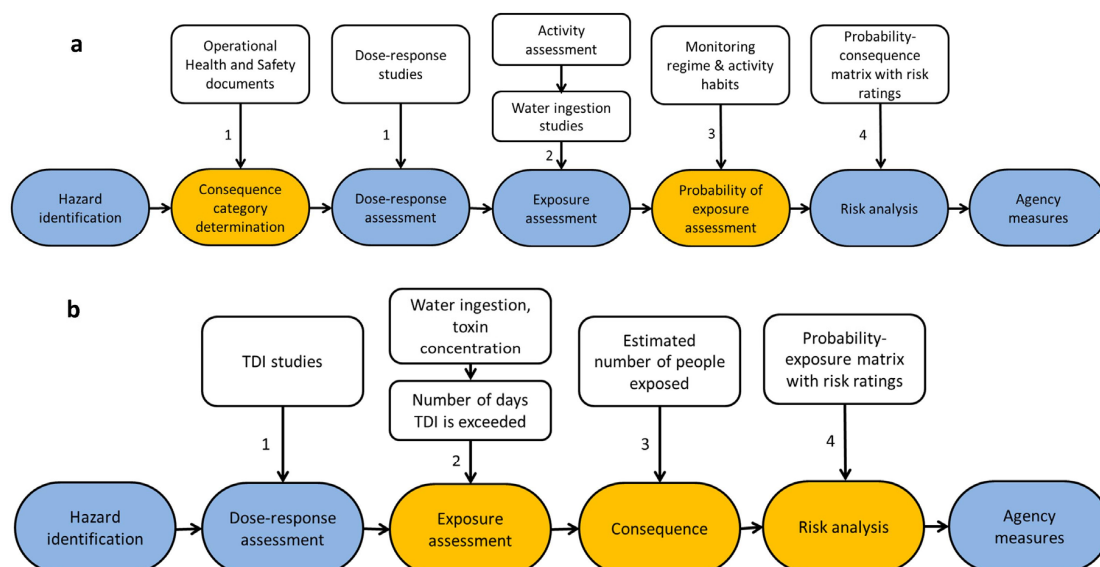 a
Operational
Health and Safety
documents
Dose-response
studies
Activity
assessment
Water ingestion
studies
Monitoring
regime & activity
habits
Probability-
consequence
matrix with risk
ratings
1
1
2
3
4
Hazard
identification
Consequence
category
determination
Dose-response
assessment
Exposure
assessment
Probability of
exposure
assessment
Risk analysis
Agency
measures
b
TDI studies
Water ingestion,
toxin
concentration
Number of days
TDI is exceeded
Estimated
number of people
exposed
Probability-
exposure matrix
with risk ratings
1
2
3
4
Hazard
identification
Dose-response
assessment
Exposure
assessment
Consequence
Risk analysis
Agency
measures